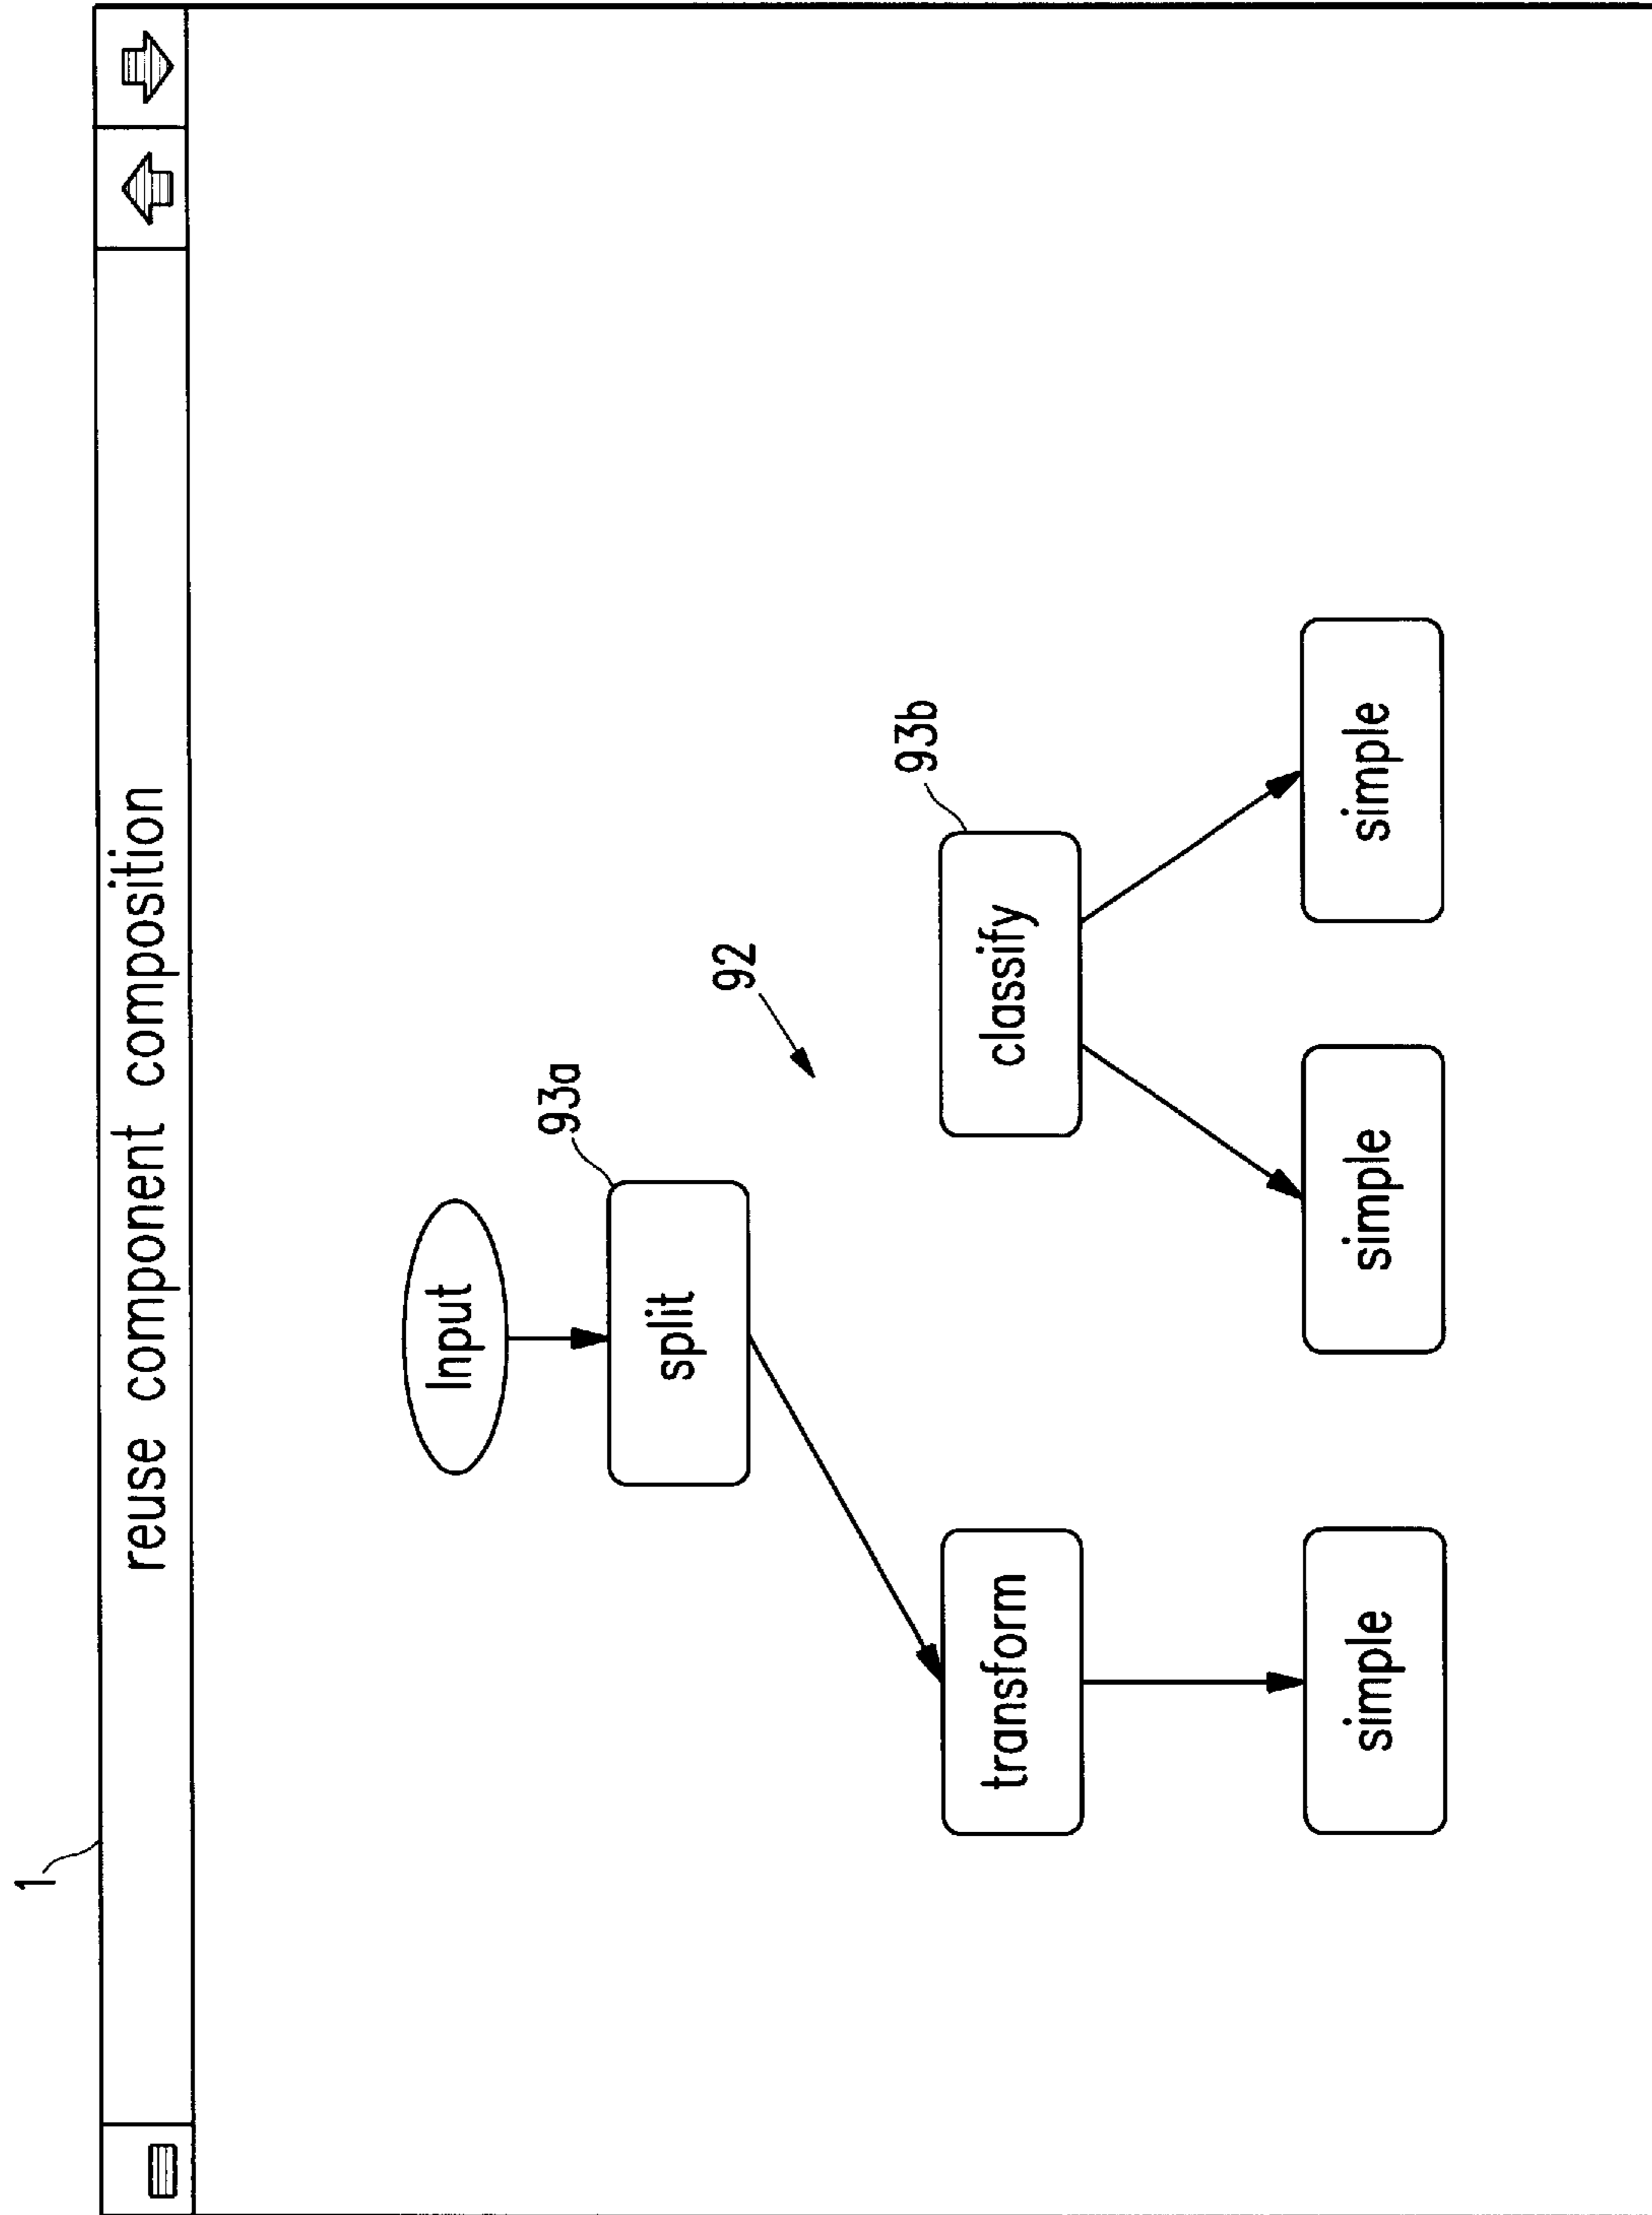 1
reuse component composition
Input
93a
split
92
93b
transform
classify
simple
simple
simple